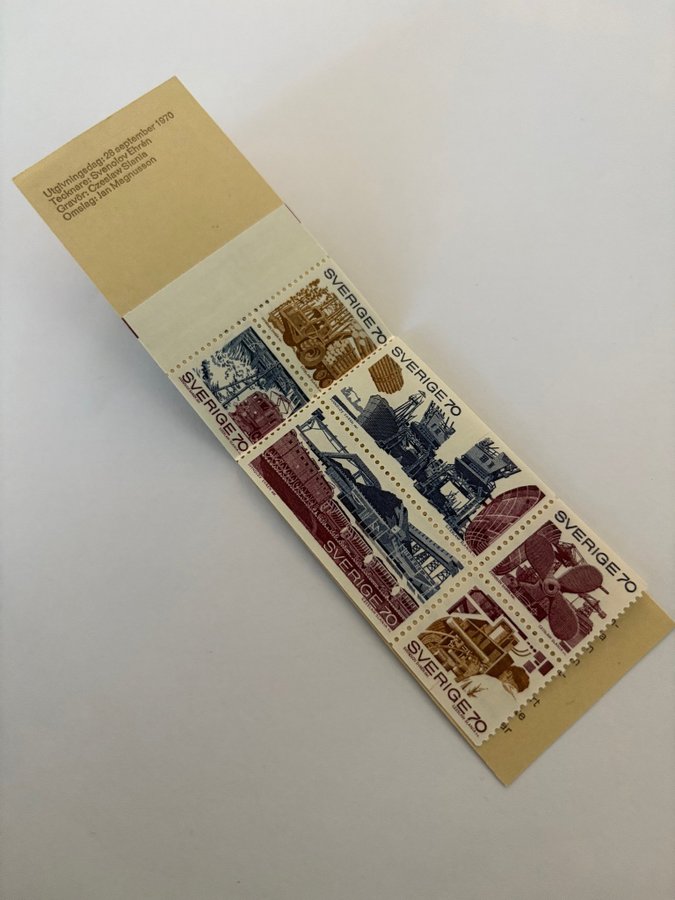 Utgivningsdag: 28 september 1970
Tecknare: Svenolov Ehrén
Gravör: Czeslaw Slania
Omslag: Jan Magnusson
SVERIGE 70
SVERIGE 70
SVERIGE 70
SVERIGE 70
SVERIGE 70
SVERIGE 70